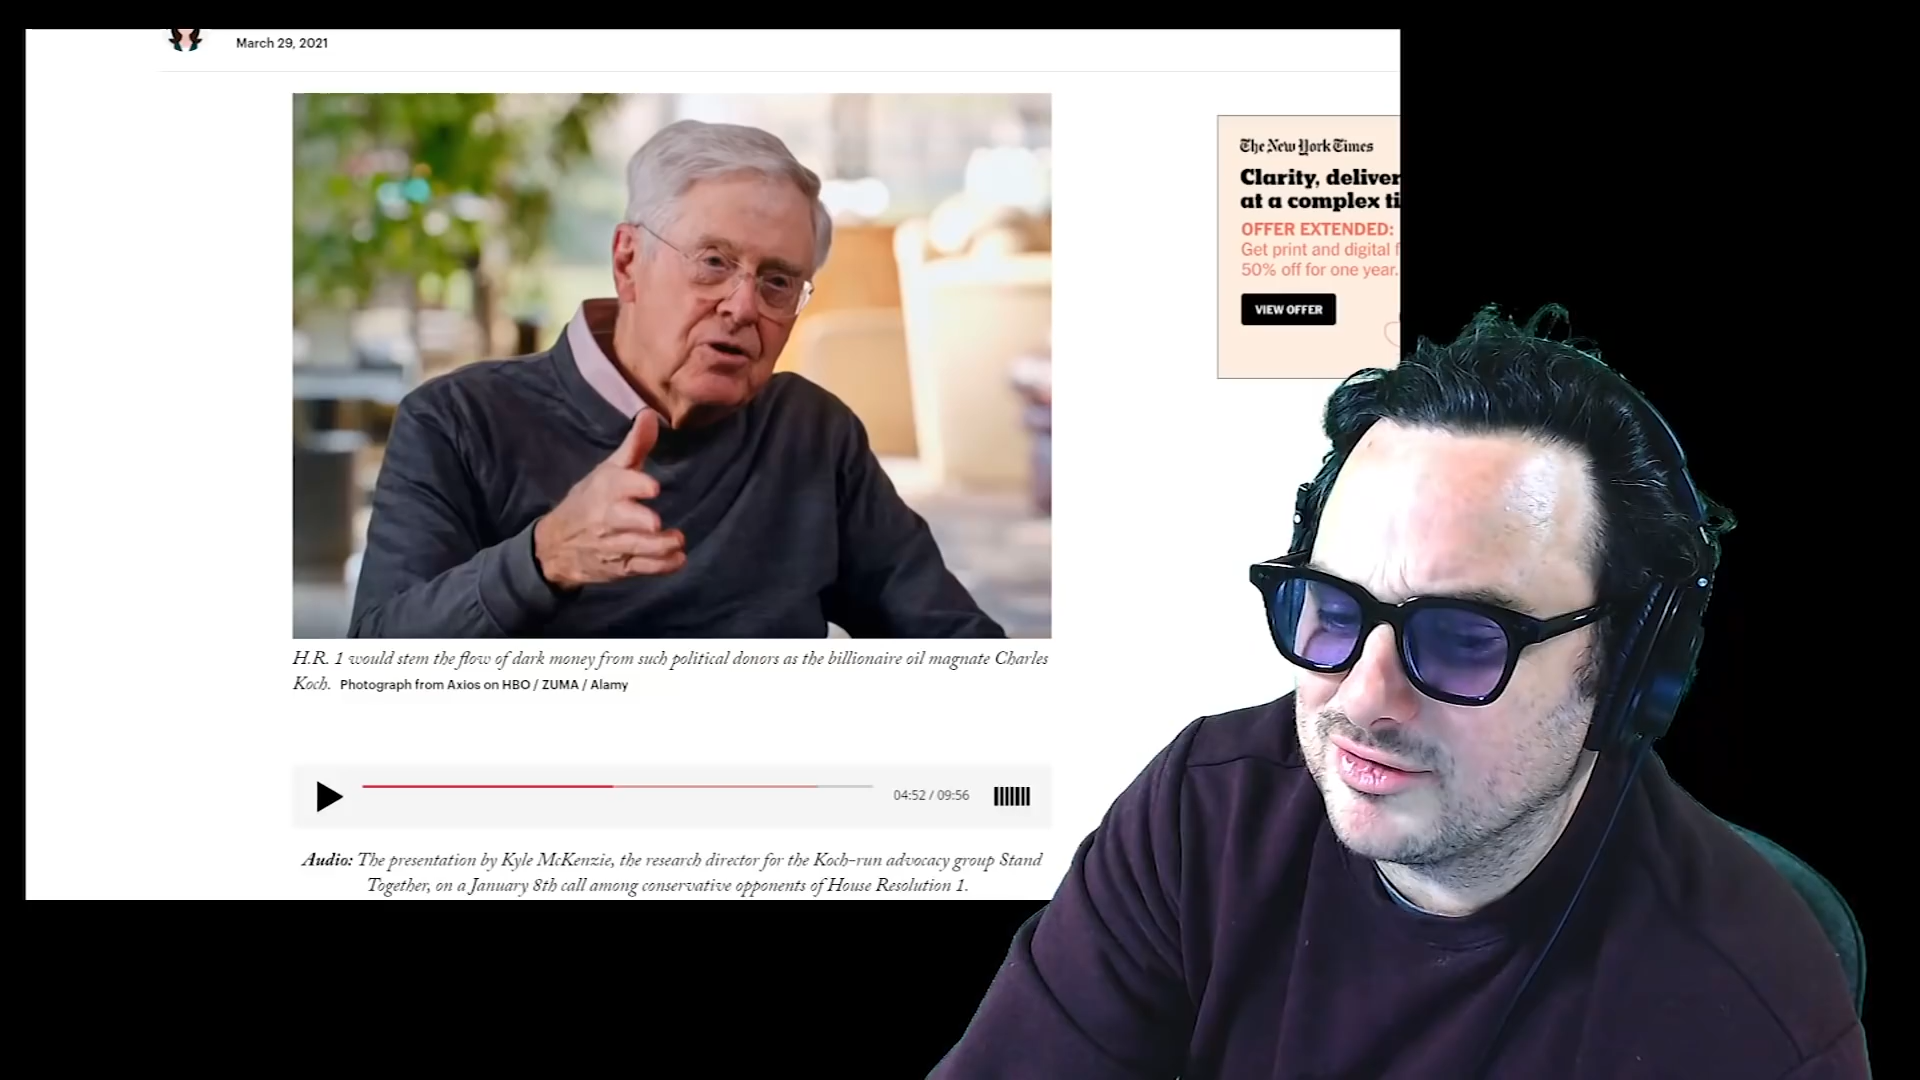 March 29, 2021
The New York Times
Clarity, deliver
at a complex ti
OFFER EXTENDED:
Get print and digital f
50% off for one year.
VIEW OFFER
H.R. 1 would stem the flow of dark money from such political donors as the billionaire oil magnate Charles
Koch. Photograph from Axios on HBO / ZUMA / Alamy
04:52 / 09:56
Audio: The presentation by Kyle McKenzie, the research director for the Koch-run advocacy group Stand
Together, on a January 8th call among conservative opponents of House Resolution 1.